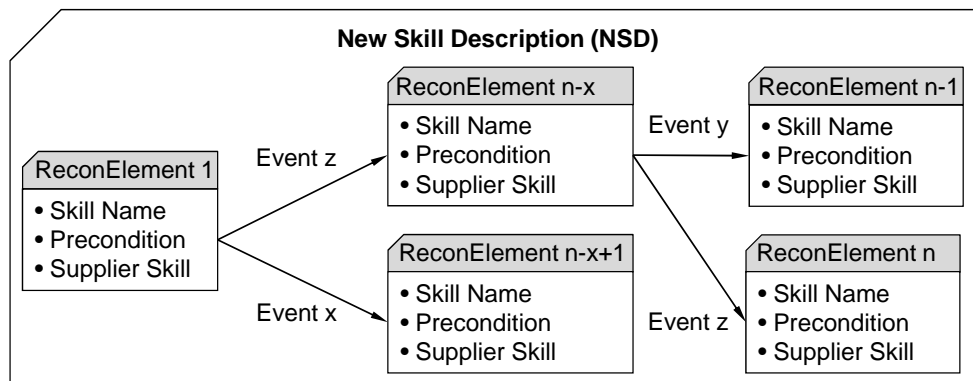 New Skill Description (NSD)
ReconElement 1
• Skill Name
• Precondition
• Supplier Skill
Event z
Event x
ReconElement n-x
• Skill Name
• Precondition
• Supplier Skill
ReconElement n-x+1
• Skill Name
• Precondition
• Supplier Skill
Event y
Event z
ReconElement n-1
• Skill Name
• Precondition
• Supplier Skill
ReconElement n
• Skill Name
• Precondition
• Supplier Skill